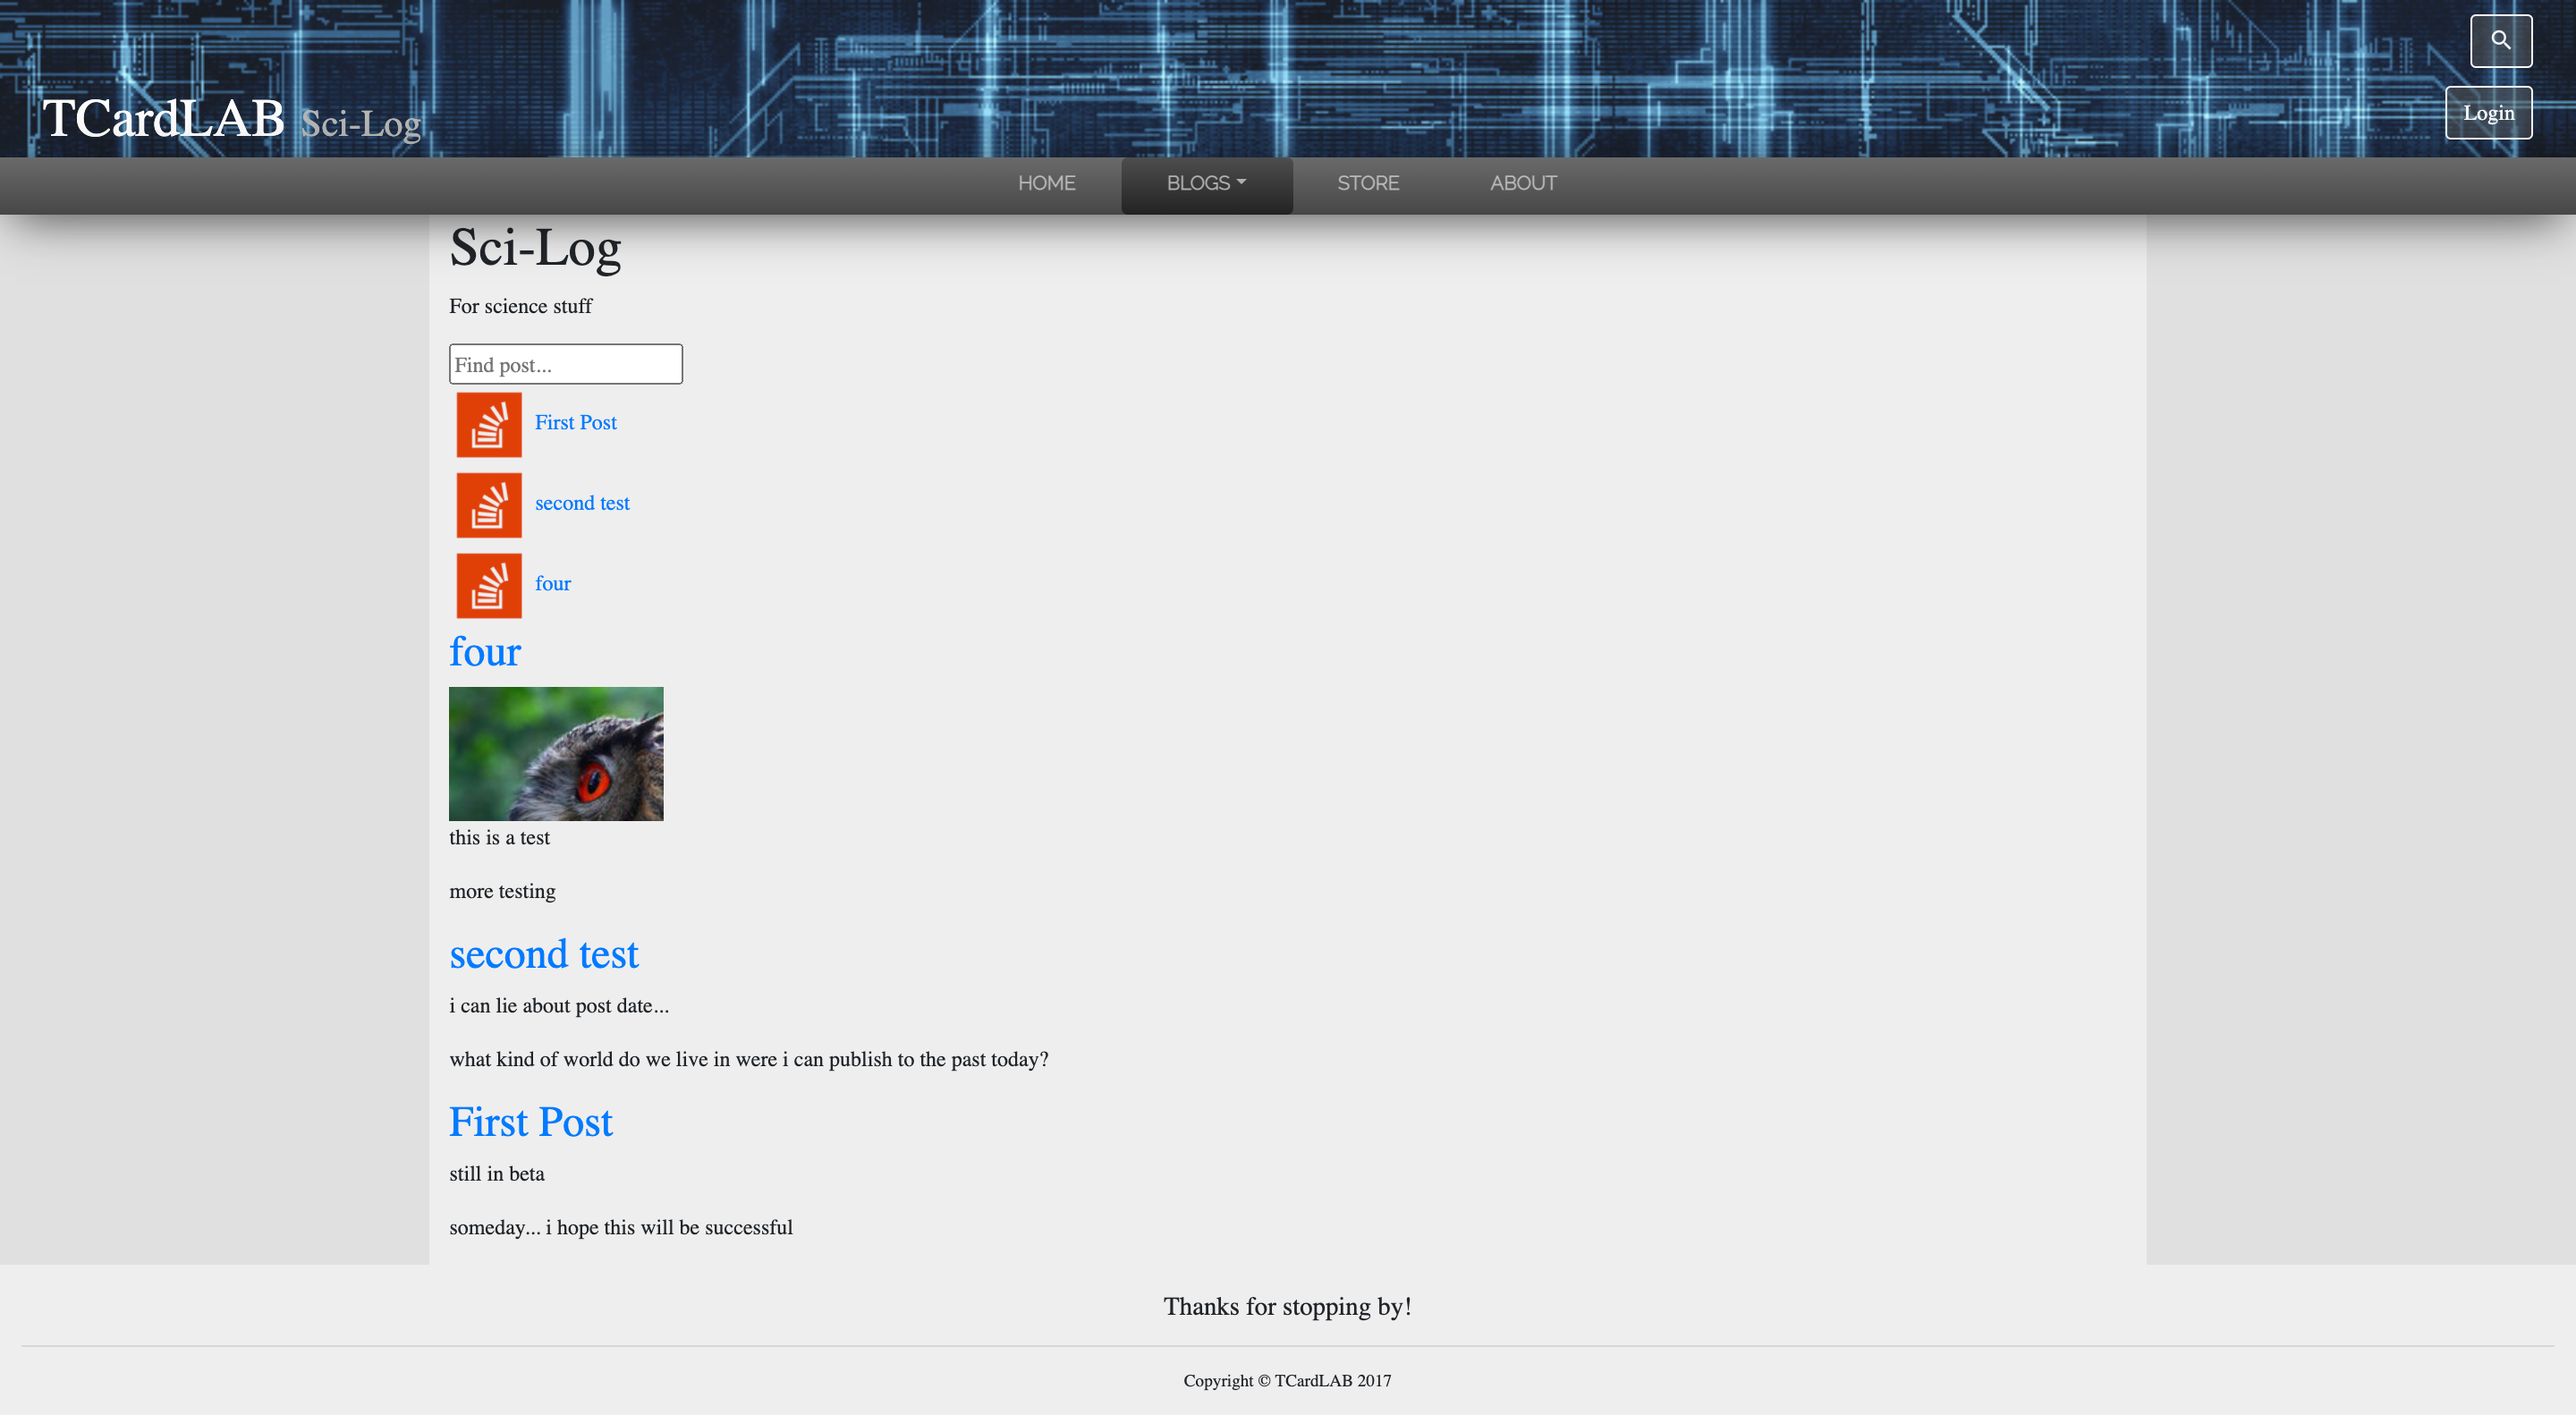 TCardLAB Sci-Log
Login
HOME BLOGS STORE ABOUT
Sci-Log
For science stuff
Find post...
First Post
second test
four
four
this is a test
more testing
second test
i can lie about post date...
what kind of world do we live in were i can publish to the past today?
First Post
still in beta
someday... i hope this will be successful
Thanks for stopping by!
Copyright © TCardLAB 2017